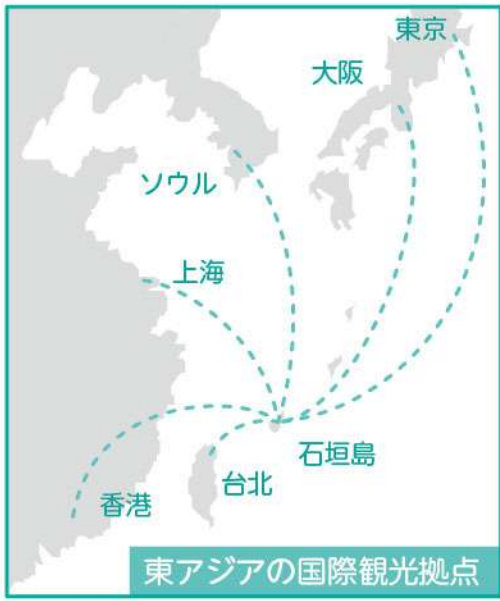 東京
大阪
ソウル
上海
石垣島
台北
香港
東アジアの国際観光拠点